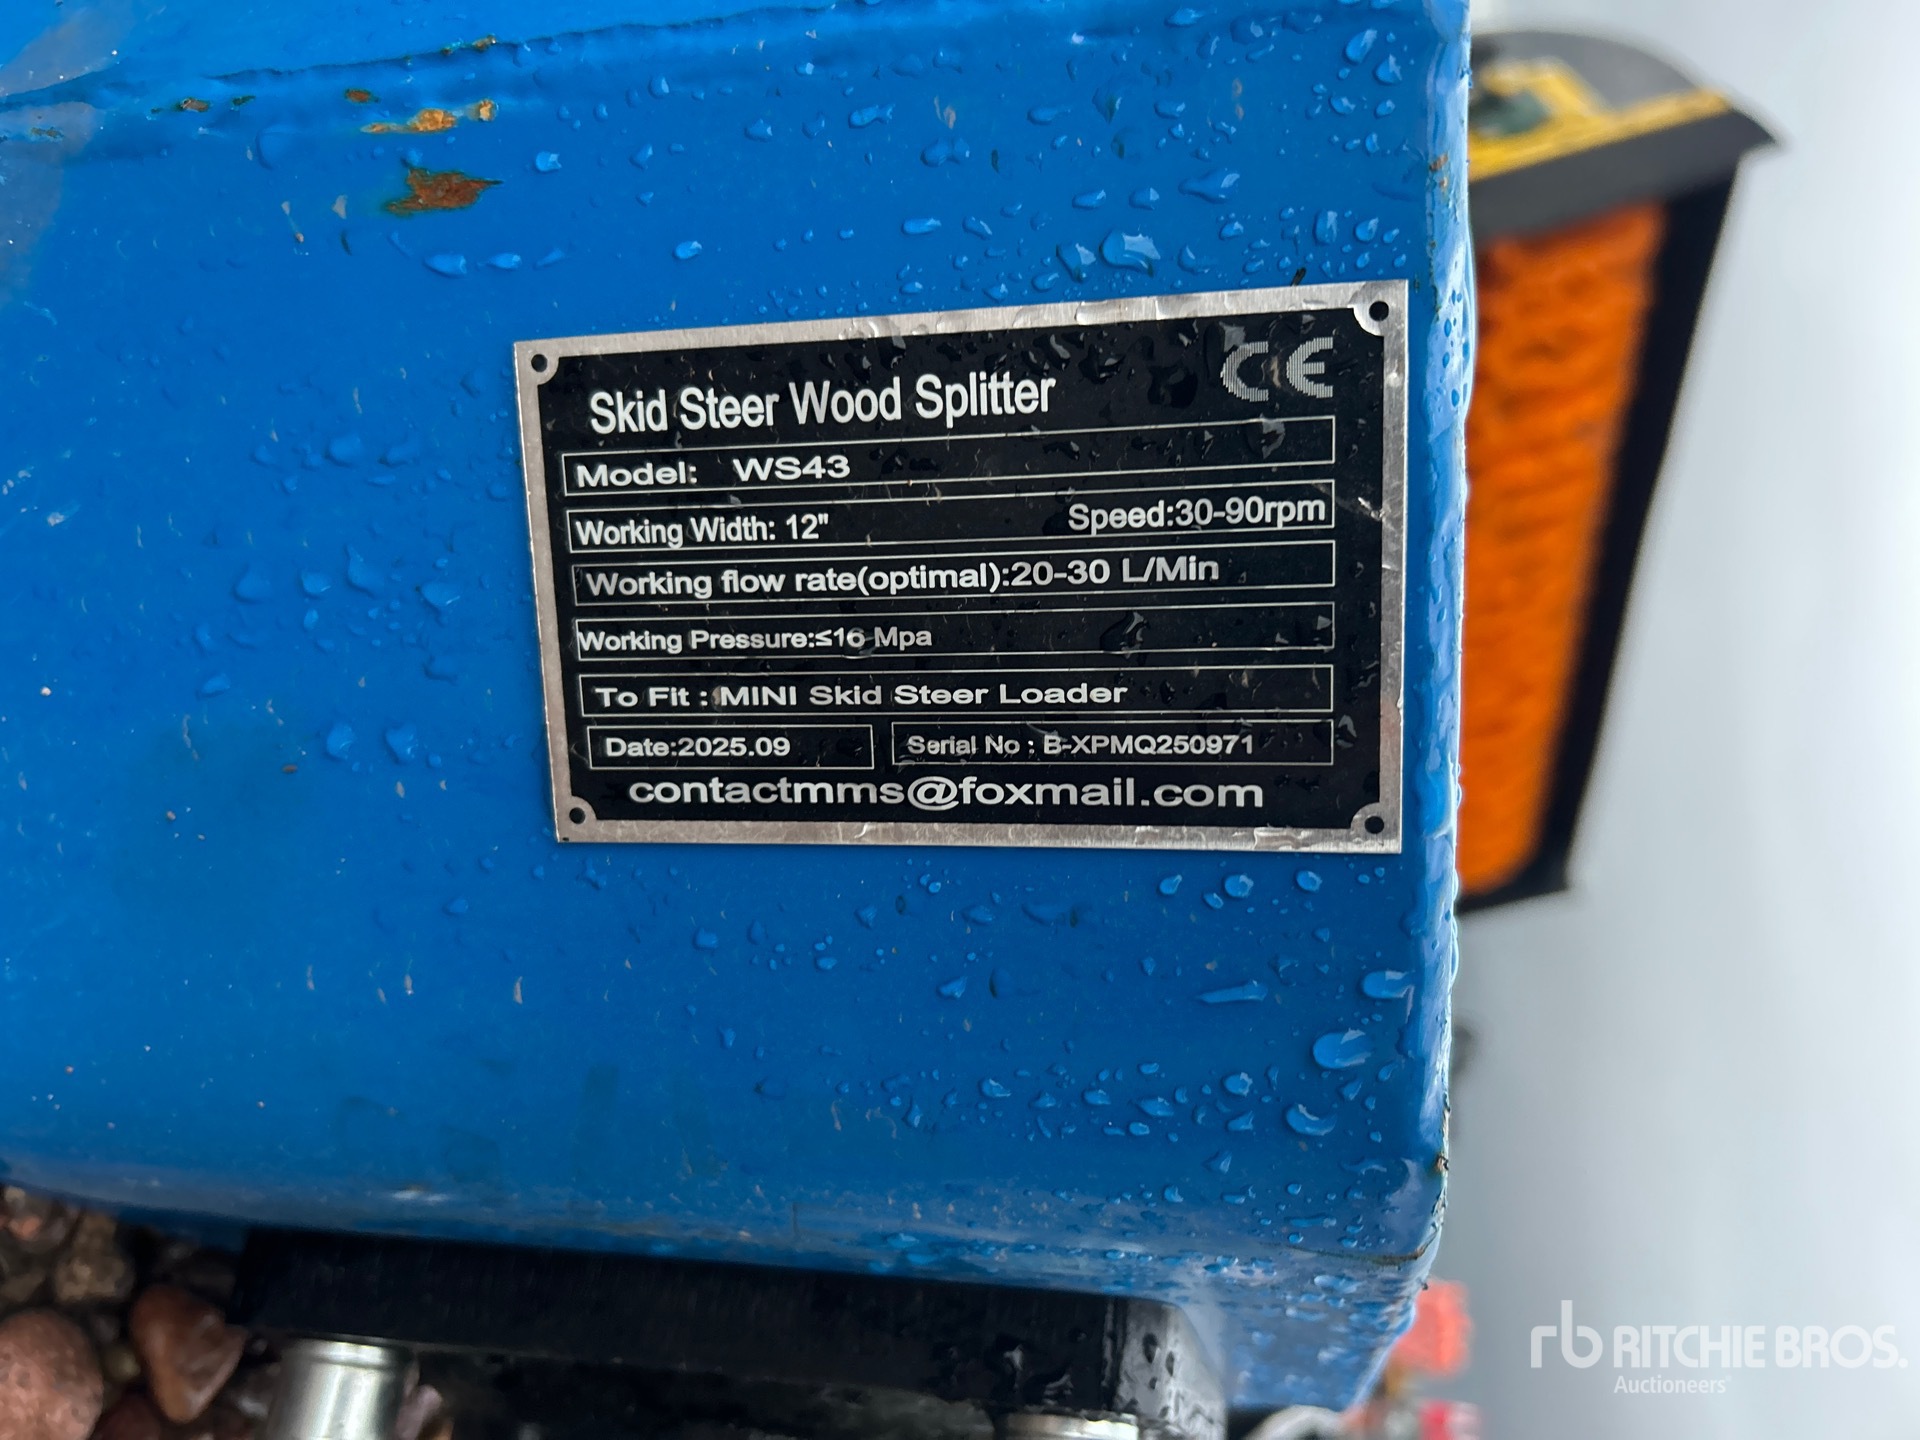 Skid Steer Wood Splitter CE
Model: WS43
Working Width: 12" Speed:30-90rpm
Working flow rate(optimal):20-30 L/Min
Working Pressure:≤16 Mpa
To Fit : MINI Skid Steer Loader
Date:2025.09 Serial No : B-XPMQ250971
contactmms@foxmail.com
rb RITCHIE BROS.
Auctioneers